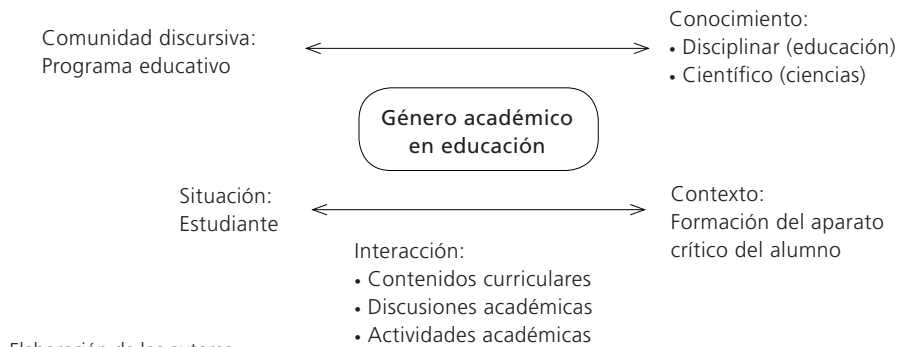 Comunidad discursiva:
Programa educativo
Conocimiento:
• Disciplinar (educación)
• Científico (ciencias)
Género académico
en educación
Situación:
Estudiante
Contexto:
Formación del aparato
crítico del alumno
Interacción:
• Contenidos curriculares
• Discusiones académicas
• Actividades académicas